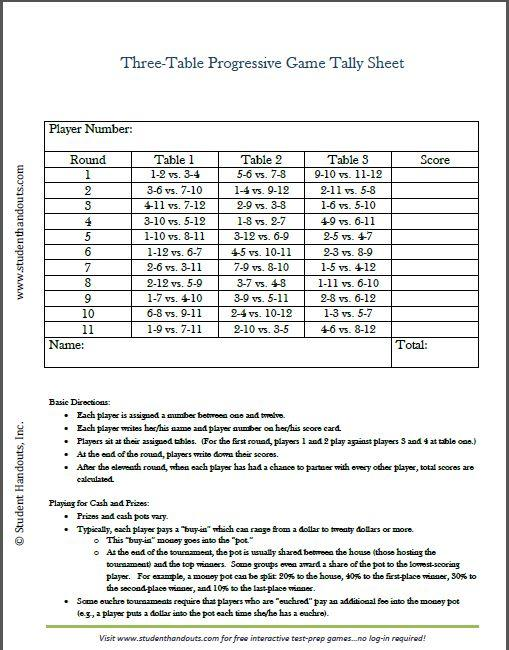 Three-Table Progressive Game Tally Sheet
www.studenthandouts.com
© Student Handouts, Inc.
Player Number:
Round Table 1 Table 2 Table 3 Score
1 1-2 vs. 3-4 5-6 vs. 7-8 9-10 vs. 11-12
2 3-6 vs. 7-10 1-4 vs. 9-12 2-11 vs. 5-8
3 4-11 vs. 7-12 2-9 vs. 3-8 1-6 vs. 5-10
4 3-10 vs. 5-12 1-8 vs. 2-7 4-9 vs. 6-11
5 1-10 vs. 8-11 3-12 vs. 6-9 2-5 vs. 4-7
6 1-12 vs. 6-7 4-5 vs. 10-11 2-3 vs. 8-9
7 2-6 vs. 3-11 7-9 vs. 8-10 1-5 vs. 4-12
8 2-12 vs. 5-9 3-7 vs. 4-8 1-11 vs. 6-10
9 1-7 vs. 4-10 3-9 vs. 5-11 2-8 vs. 6-12
10 6-8 vs. 9-11 2-4 vs. 10-12 1-3 vs. 5-7
11 1-9 vs. 7-11 2-10 vs. 3-5 4-6 vs. 8-12
Name: Total:
Basic Directions:
• Each player is assigned a number between one and twelve.
• Each player writes her/his name and player number on her/his score card.
• Players sit at their assigned tables. (For the first round, players 1 and 2 play against players 3 and 4 at table one.)
• At the end of the round, players write down their scores.
• After the eleventh round, when each player has had a chance to partner with every other player, total scores are
calculated.
Playing for Cash and Prizes:
• Prizes and cash pots vary.
• Typically, each player pays a "buy-in" which can range from a dollar to twenty dollars or more.
o This "buy-in" money goes into the "pot."
o At the end of the tournament, the pot is usually shared between the house (those hosting the
tournament) and the top winners. Some groups even award a share of the pot to the lowest-scoring
player. For example, a money pot can be split: 20% to the house, 40% to the first-place winner, 30% to
the second-place winner, and 10% to the last-place winner.
• Some euchre tournaments require that players who are "euchred" pay an additional fee into the money pot
(e.g., a player puts a dollar into the pot each time she/he has a euchre).
Visit www.studenthandouts.com for free interactive test-prep games...no log-in required!